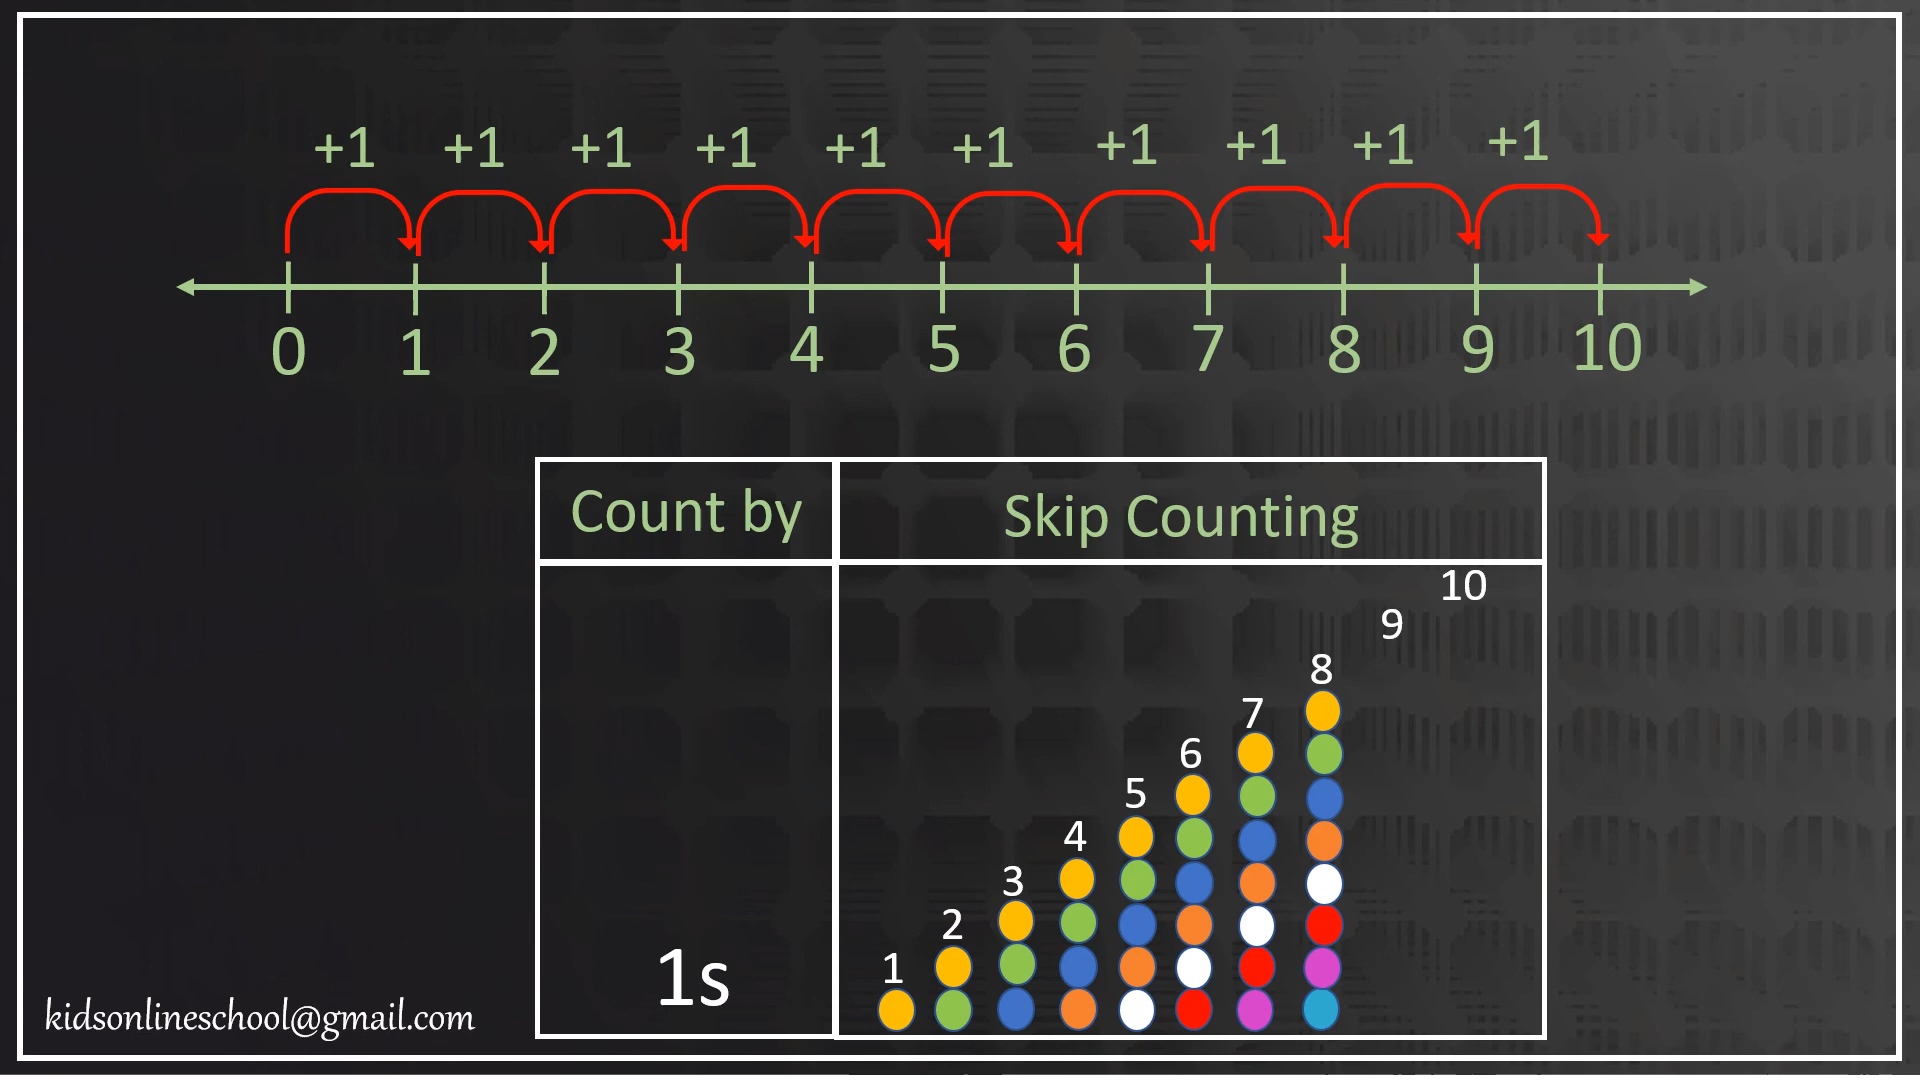 +1 +1 +1 +1 +1 +1 +1 +1 +1 +1
0 1 2 3 4 5 6 7 8 9 10
Count by Skip Counting
10
9
8
7
6
5
4
3
2
1
1s
kidsonlineschool@gmail.com